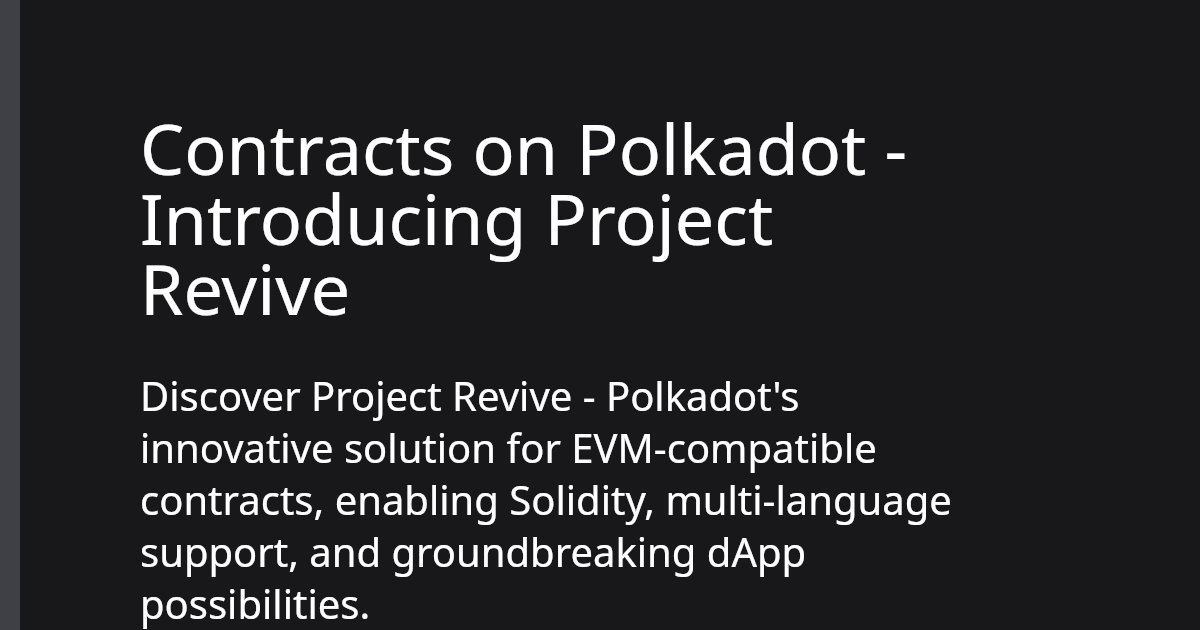 Contracts on Polkadot -
Introducing Project
Revive
Discover Project Revive - Polkadot's
innovative solution for EVM-compatible
contracts, enabling Solidity, multi-language
support, and groundbreaking dApp
possibilities.